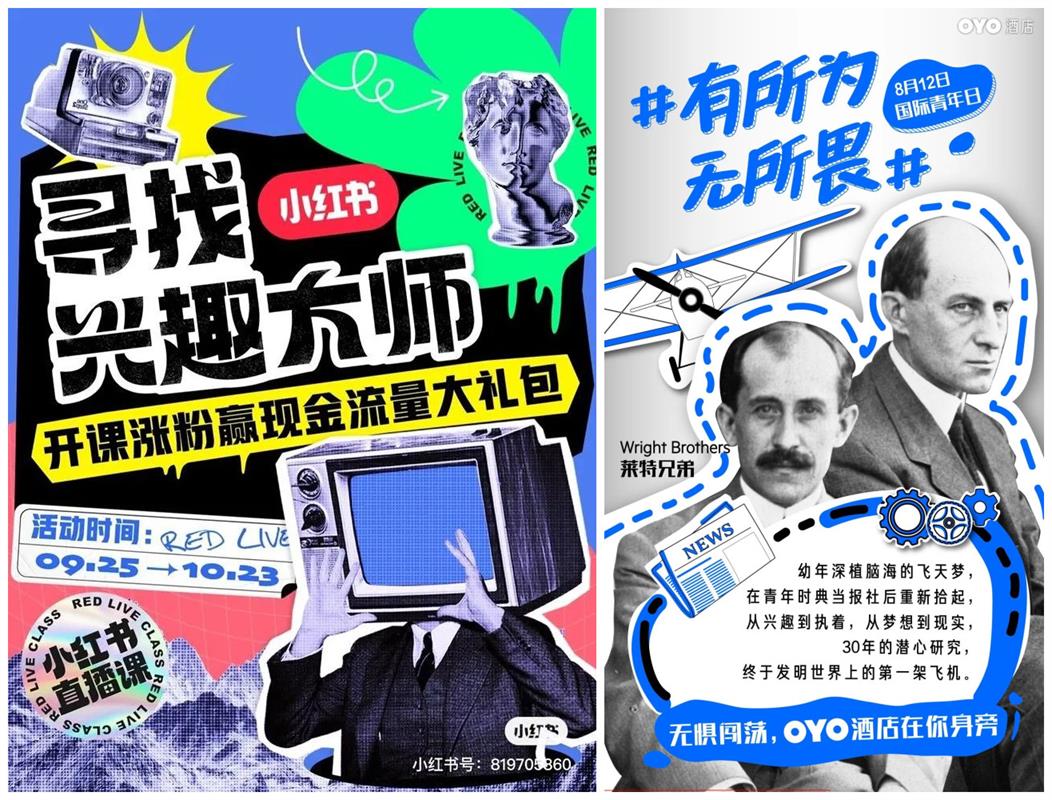 寻找
小红书
兴趣大师
开课涨粉赢现金流量大礼包
RED LIVE
RED LIVE
活动时间：RED LIVE
09.25→10.23
RED LIVE CLASS RED LIVE CLASS RED LIVE CLASS
小红书
直播课
小红书
小红书号：819705860
OYO 酒店
#有所为
无所畏#
8月12日
国际青年日
Wright Brothers
莱特兄弟
NEWS
幼年深植脑海的飞天梦，
在青年时典当报社后重新拾起，
从兴趣到执着，从梦想到现实，
30年的潜心研究，
终于发明世界上的第一架飞机。
无惧闯荡，OYO 酒店在你身旁